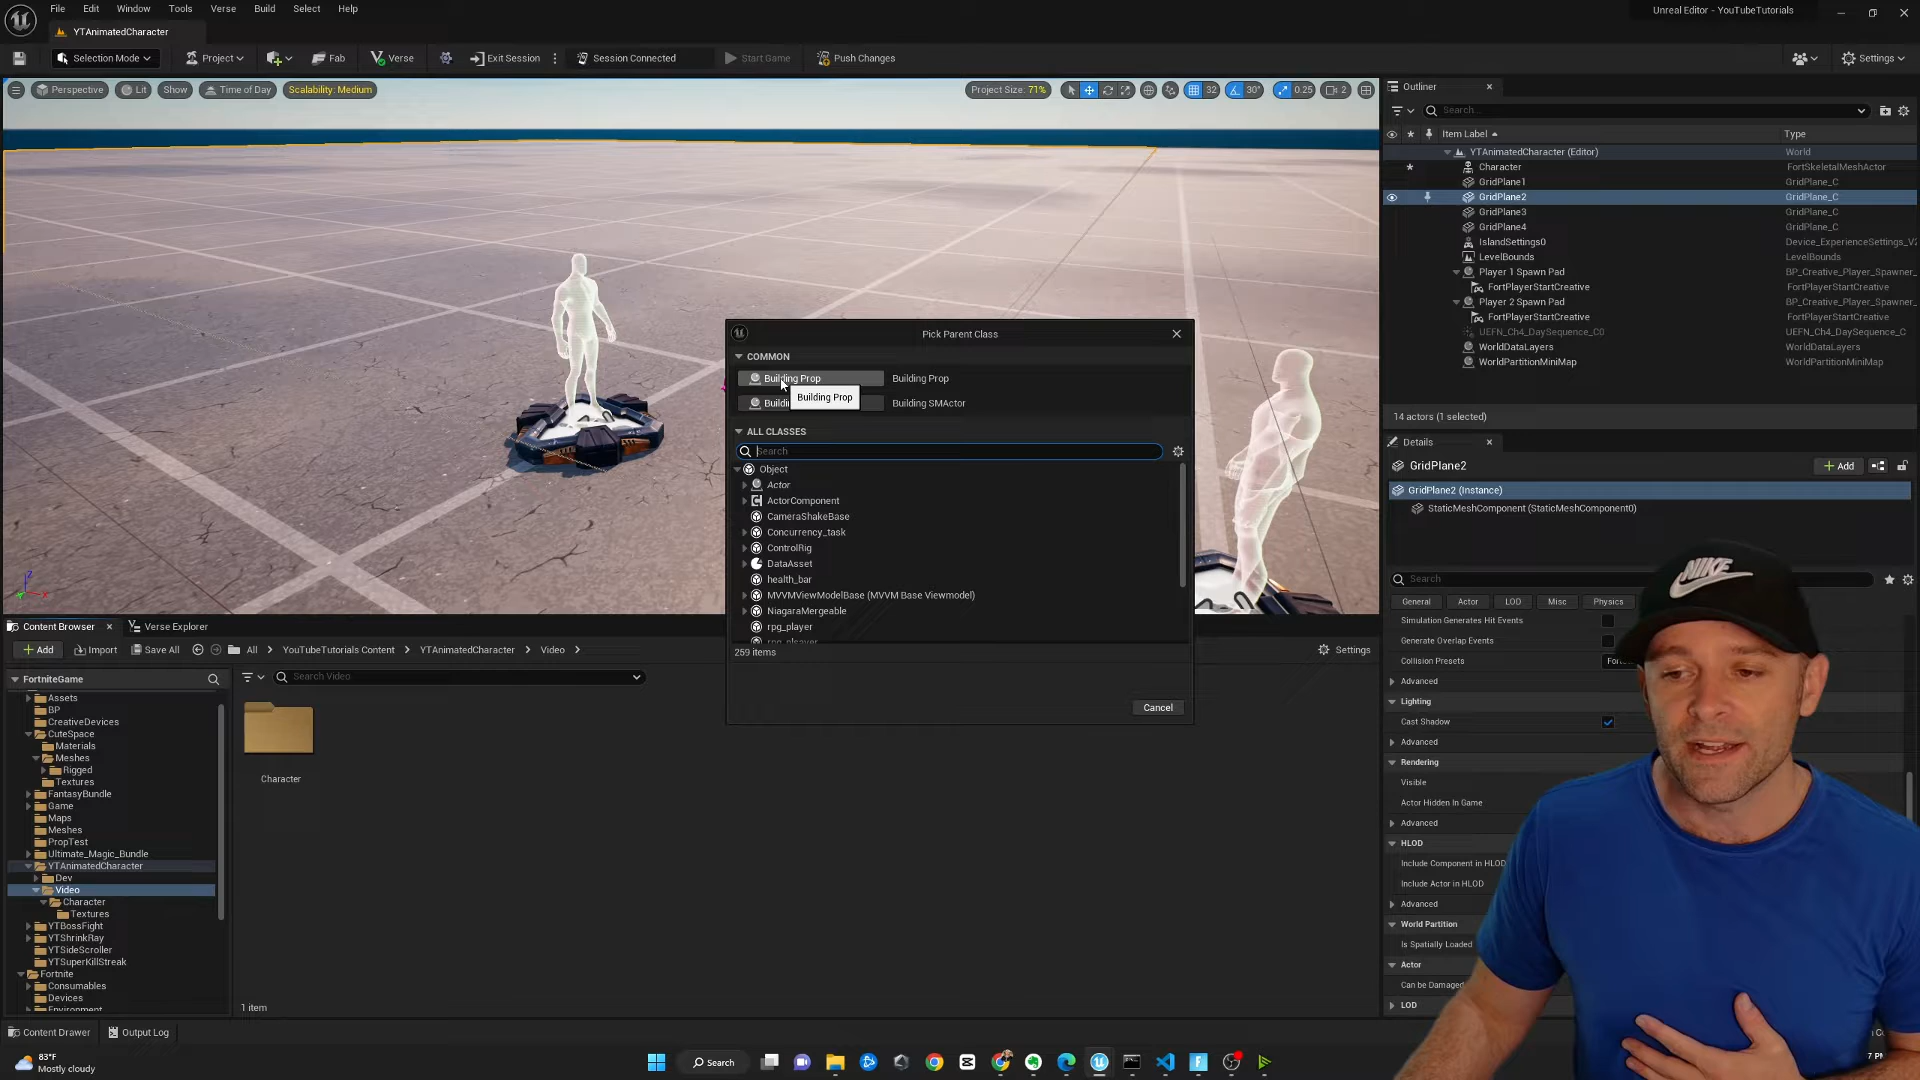 File Edit Window Tools Verse Build Select Help
Unreal Editor - YouTubeTutorials
YTAnimatedCharacter
Selection Mode Project Fab Verse Exit Session Session Connected Start Game Push Changes Settings
Perspective Lit Show Time of Day Scalability: Medium
Project Size: 71% 32 30° 0.25 2
Outliner
Search...
Item Label Type
YTAnimatedCharacter (Editor) World
Character FortSkeletalMeshActor
GridPlane1 GridPlane_C
GridPlane2 GridPlane_C
GridPlane3 GridPlane_C
GridPlane4 GridPlane_C
IslandSettings0 Device_ExperienceSettings_V2
LevelBounds LevelBounds
Player 1 Spawn Pad BP_Creative_Player_Spawner_
FortPlayerStartCreative FortPlayerStartCreative
Player 2 Spawn Pad BP_Creative_Player_Spawner_
FortPlayerStartCreative FortPlayerStartCreative
UEFN_Ch4_DaySequence_C0 UEFN_Ch4_DaySequence_C
WorldDataLayers WorldDataLayers
WorldPartitionMiniMap WorldPartitionMiniMap
14 actors (1 selected)
Pick Parent Class
COMMON
Building Prop Building Prop
Building Prop
Buildi Building SMActor
ALL CLASSES
Search
Object
Actor
ActorComponent
CameraShakeBase
Concurrency_task
ControlRig
DataAsset
health_bar
MVVMViewModelBase (MVVM Base Viewmodel)
NiagaraMergeable
rpg_player
259 items
Cancel
Details
GridPlane2
Add
GridPlane2 (Instance)
StaticMeshComponent (StaticMeshComponent0)
Search
General Actor LOD Misc Physics
Simulation Generates Hit Events
Generate Overlap Events
Collision Presets
Advanced
Lighting
Cast Shadow
Advanced
Rendering
Visible
Actor Hidden In Game
Advanced
HLOD
Include Component in HLOD
Include Actor in HLOD
Advanced
World Partition
Is Spatially Loaded
Actor
Can be Damaged
LOD
NIKE
Content Browser Verse Explorer
Add Import Save All All YouTubeTutorials Content YTAnimatedCharacter Video Settings
FortniteGame
Search Video
Assets
BP
CreativeDevices
CuteSpace
Materials
Meshes
Rigged
Textures
FantasyBundle
Game
Maps
Meshes
PropTest
Ultimate_Magic_Bundle
YTAnimatedCharacter
Dev
Video
Character
Textures
YTBossFight
YTShrinkRay
YTSideScroller
YTSuperKillStreak
Fortnite
Consumables
Devices
Environment
Character
1 item
Content Drawer Output Log
83°F
Mostly cloudy
Search